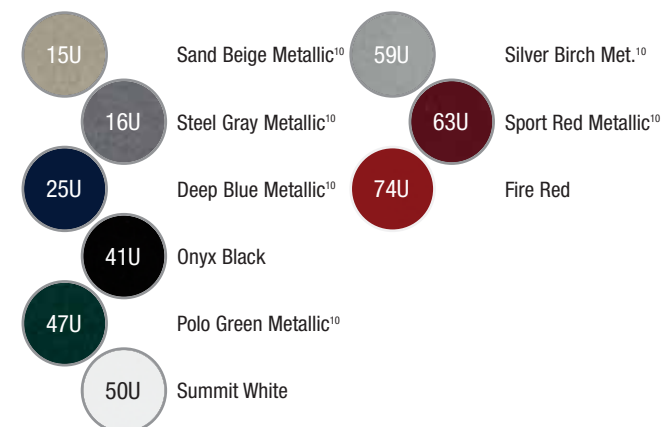 15U Sand Beige Metallic¹⁰
16U Steel Gray Metallic¹⁰
25U Deep Blue Metallic¹⁰
41U Onyx Black
47U Polo Green Metallic¹⁰
50U Summit White
59U Silver Birch Met.¹⁰
63U Sport Red Metallic¹⁰
74U Fire Red